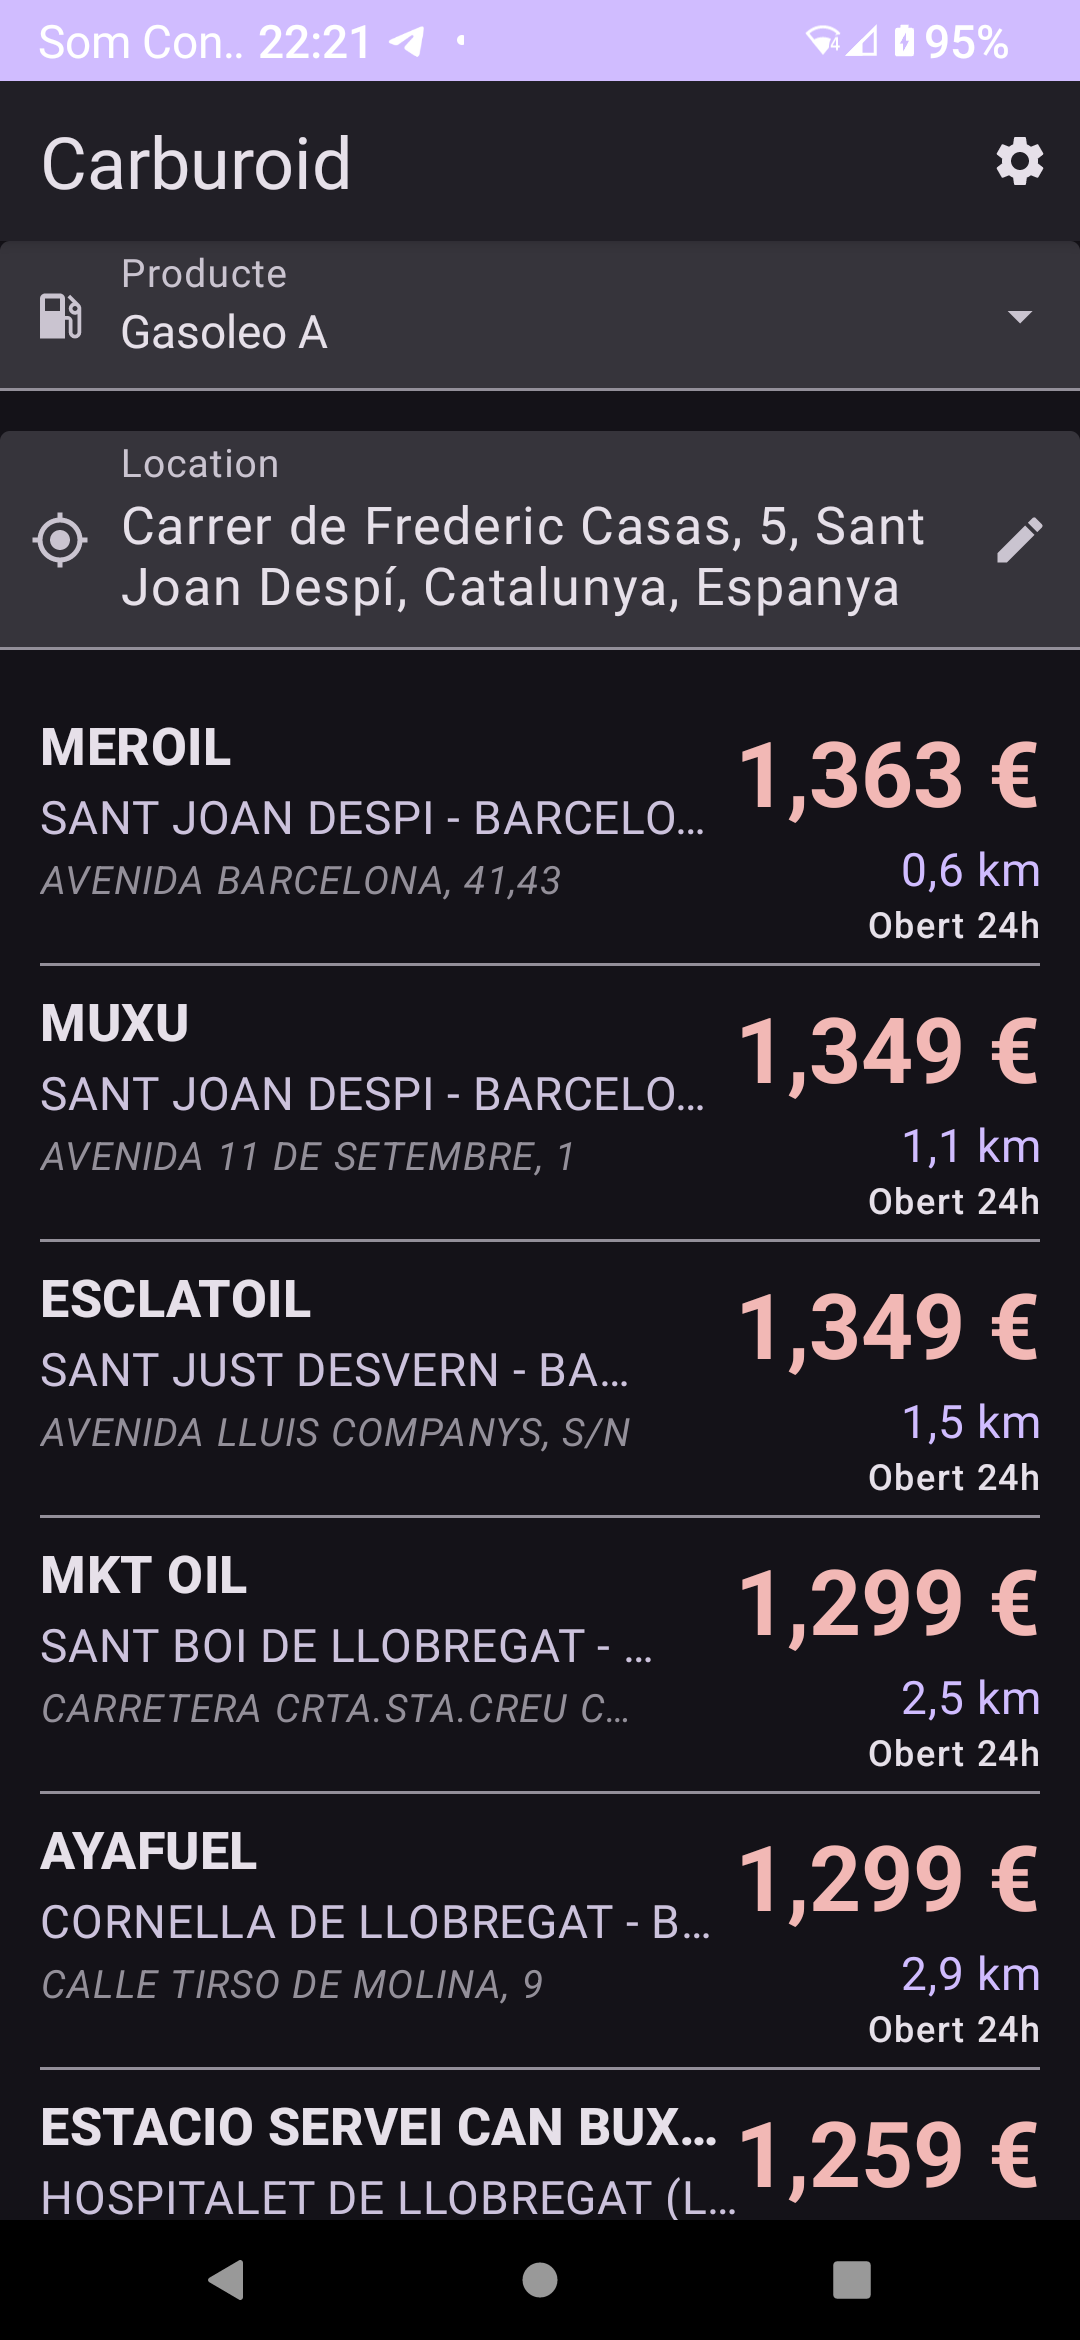 Som Con.. 22:21 95%
Carburoid
Producte
Gasoleo A
Location
Carrer de Frederic Casas, 5, Sant
Joan Despí, Catalunya, Espanya
MEROIL 1,363 €
SANT JOAN DESPI - BARCELO...
AVENIDA BARCELONA, 41,43 0,6 km
Obert 24h
MUXU 1,349 €
SANT JOAN DESPI - BARCELO...
AVENIDA 11 DE SETEMBRE, 1 1,1 km
Obert 24h
ESCLATOIL 1,349 €
SANT JUST DESVERN - BA...
AVENIDA LLUIS COMPANYS, S/N 1,5 km
Obert 24h
MKT OIL 1,299 €
SANT BOI DE LLOBREGAT - ...
CARRETERA CRTA.STA.CREU C... 2,5 km
Obert 24h
AYAFUEL 1,299 €
CORNELLA DE LLOBREGAT - B...
CALLE TIRSO DE MOLINA, 9 2,9 km
Obert 24h
ESTACIO SERVEI CAN BUX... 1,259 €
HOSPITALET DE LLOBREGAT (L...